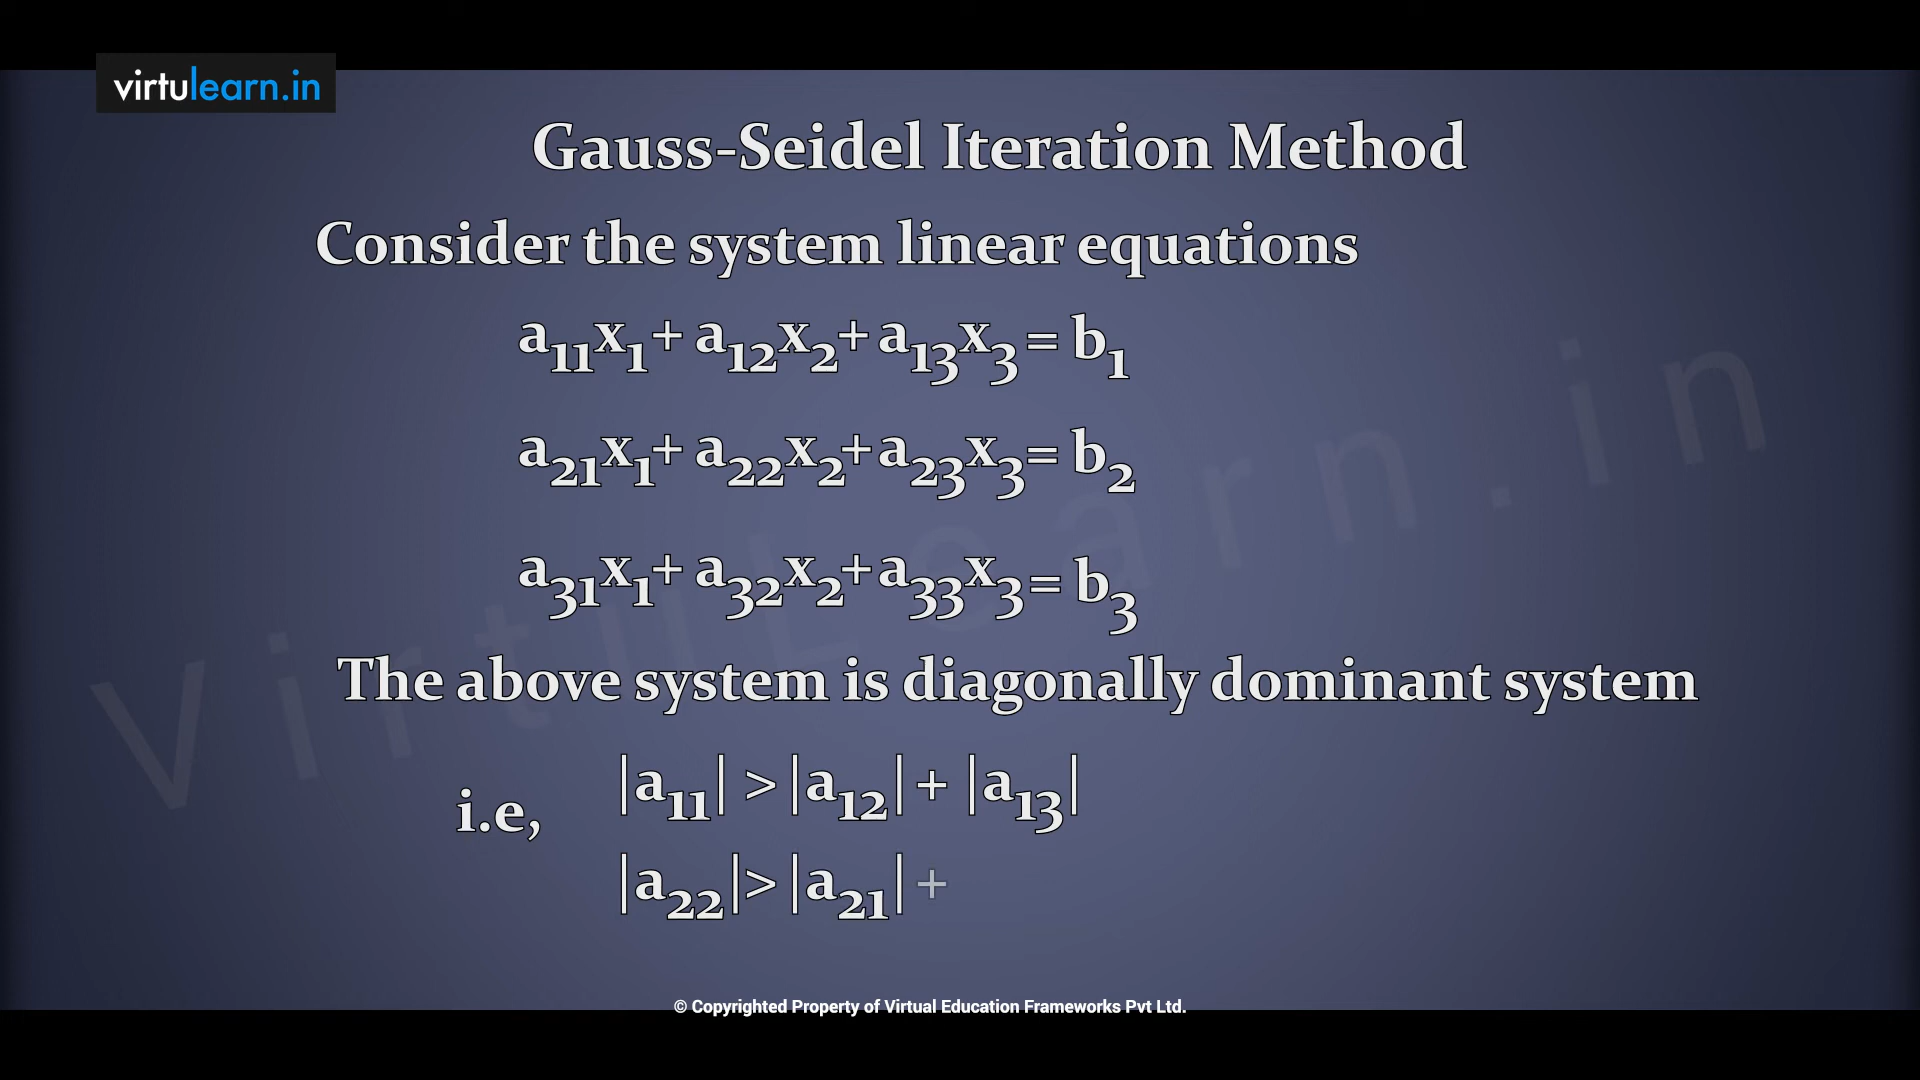 virtulearn.in
Gauss-Seidel Iteration Method
Consider the system linear equations
a₁₁x₁ + a₁₂x₂ + a₁₃x₃ = b₁
a₂₁x₁ + a₂₂x₂ + a₂₃x₃ = b₂
a₃₁x₁ + a₃₂x₂ + a₃₃x₃ = b₃
VirtuLearn.in
The above system is diagonally dominant system
i.e, |a₁₁| > |a₁₂| + |a₁₃|
|a₂₂| > |a₂₁| +
© Copyrighted Property of Virtual Education Frameworks Pvt Ltd.